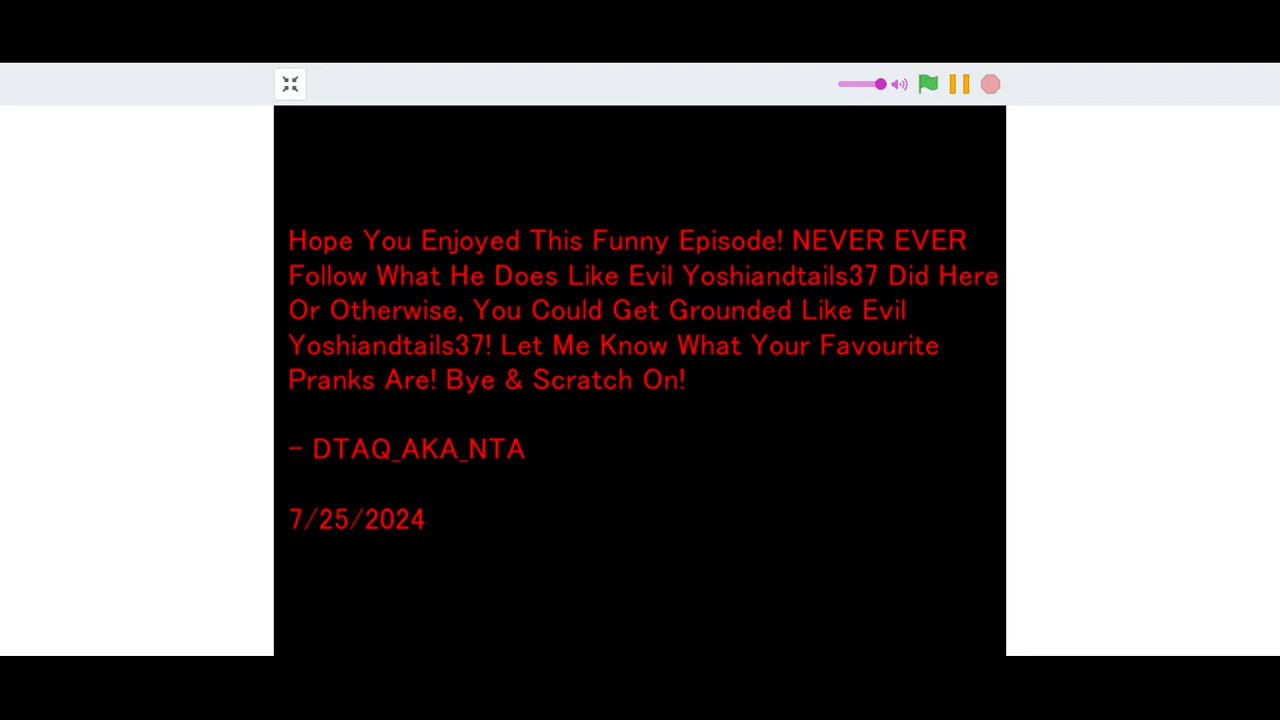 Hope You Enjoyed This Funny Episode! NEVER EVER
Follow What He Does Like Evil Yoshiandtails37 Did Here
Or Otherwise, You Could Get Grounded Like Evil
Yoshiandtails37! Let Me Know What Your Favourite
Pranks Are! Bye & Scratch On!
- DTAQ_AKA_NTA
7/25/2024